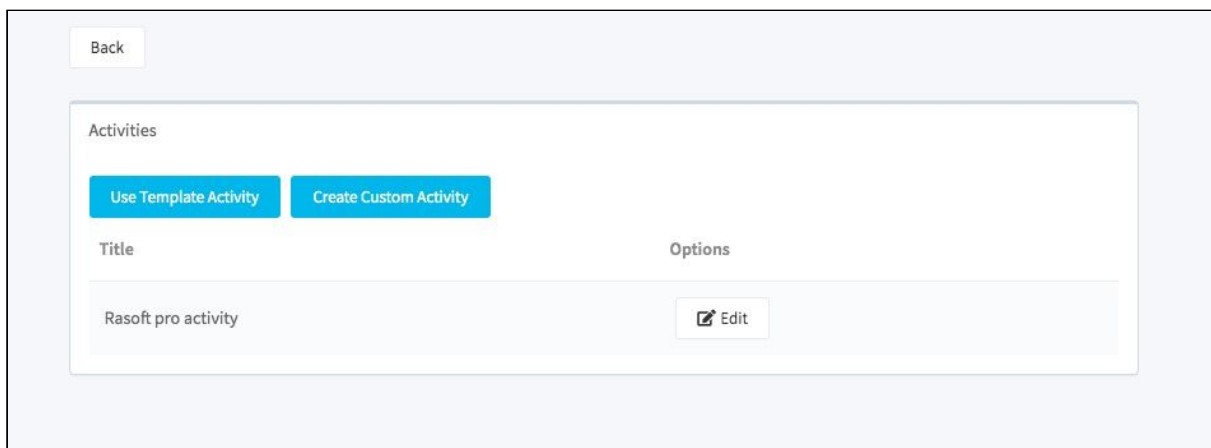 Back
Activities
Use Template Activity Create Custom Activity
Title Options
Rasoft pro activity Edit